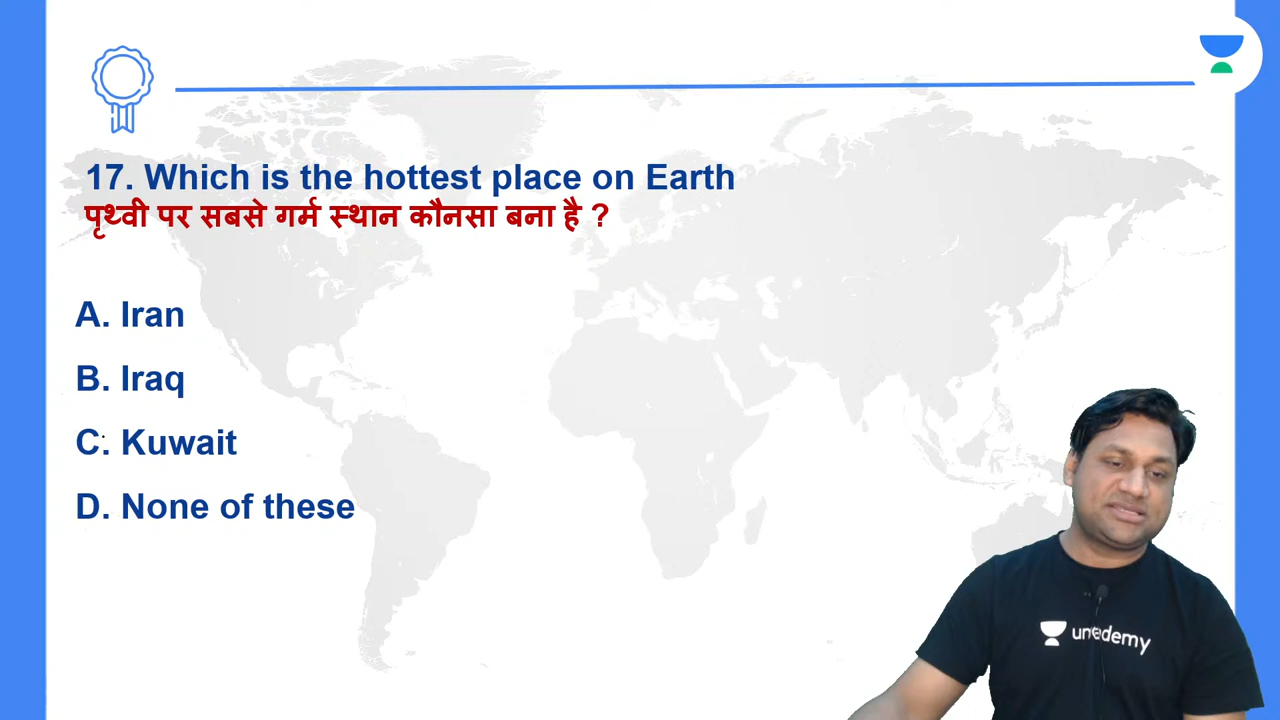 17. Which is the hottest place on Earth
पृथ्वी पर सबसे गर्म स्थान कौनसा बना है ?
A. Iran
B. Iraq
C. Kuwait
D. None of these
unacademy